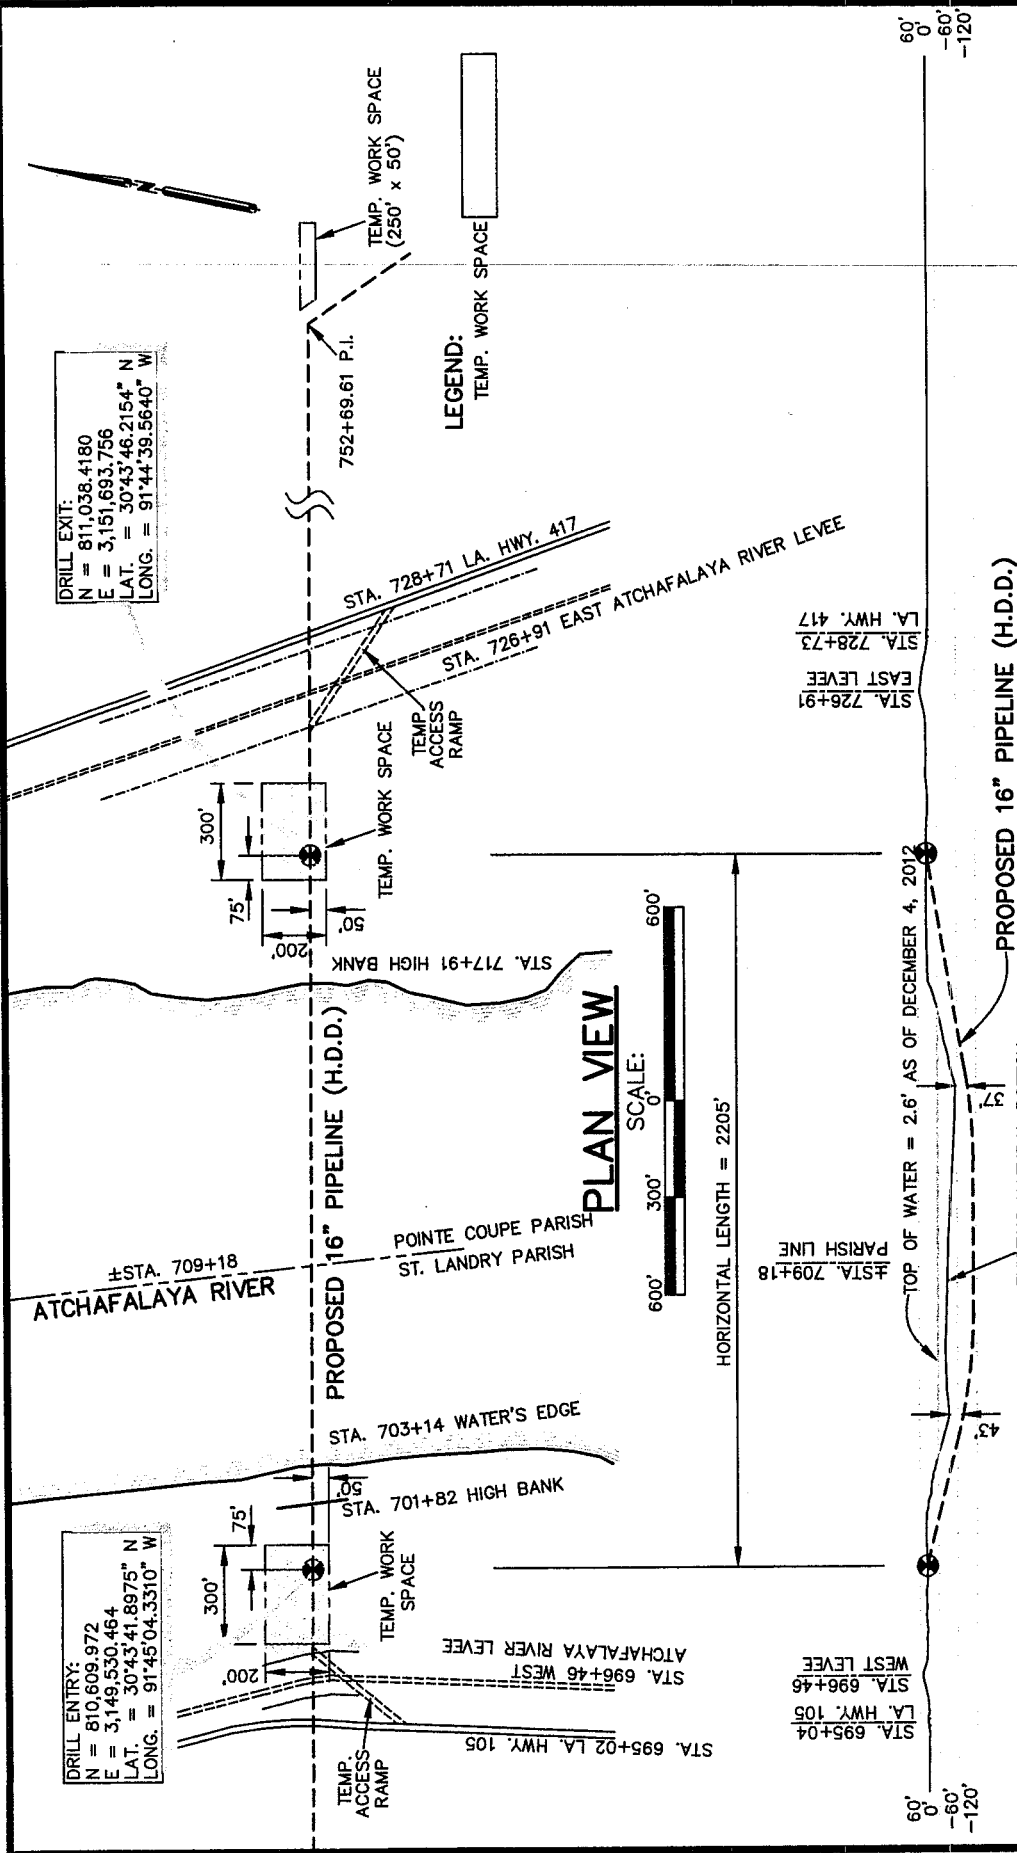 DRILL EXIT:
N = 811,038.4180
E = 3,151,693.756
LAT. = 30°43'46.2154" N
LONG. = 91°44'39.5640" W
DRILL ENTRY:
N = 810,609.972
E = 3,149,530.464
LAT. = 30°43'41.8975" N
LONG. = 91°45'04.3310" W
N
TEMP. WORK SPACE
(250' x 50')
752+69.61 P.I.
LEGEND:
TEMP. WORK SPACE
STA. 728+71 LA. HWY. 417
STA. 726+91 EAST ATCHAFALAYA RIVER LEVEE
TEMP
ACCESS
RAMP
300'
75'
200'
50'
TEMP. WORK SPACE
STA. 717+91 HIGH BANK
±STA. 709+18
ATCHAFALAYA RIVER
POINTE COUPE PARISH
ST. LANDRY PARISH
PROPOSED 16" PIPELINE (H.D.D.)
STA. 703+14 WATER'S EDGE
STA. 701+82 HIGH BANK
300'
75'
200'
50'
TEMP. WORK
SPACE
STA. 696+46 WEST
ATCHAFALAYA RIVER LEVEE
TEMP.
ACCESS
RAMP
STA. 695+02 LA. HWY. 105
PLAN VIEW
SCALE:
600'
300'
0'
600'
HORIZONTAL LENGTH = 2205'
60'
0'
-60'
-120'
STA. 695+04
LA. HWY. 105
STA. 696+46
WEST LEVEE
±STA. 709+18
PARISH LINE
TOP OF WATER = 2.6' AS OF DECEMBER 4, 2012
STA. 726+91
EAST LEVEE
STA. 728+73
LA. HWY. 417
43'
37'
PROPOSED 16" PIPELINE (H.D.D.)
60'
0'
-60'
-120'